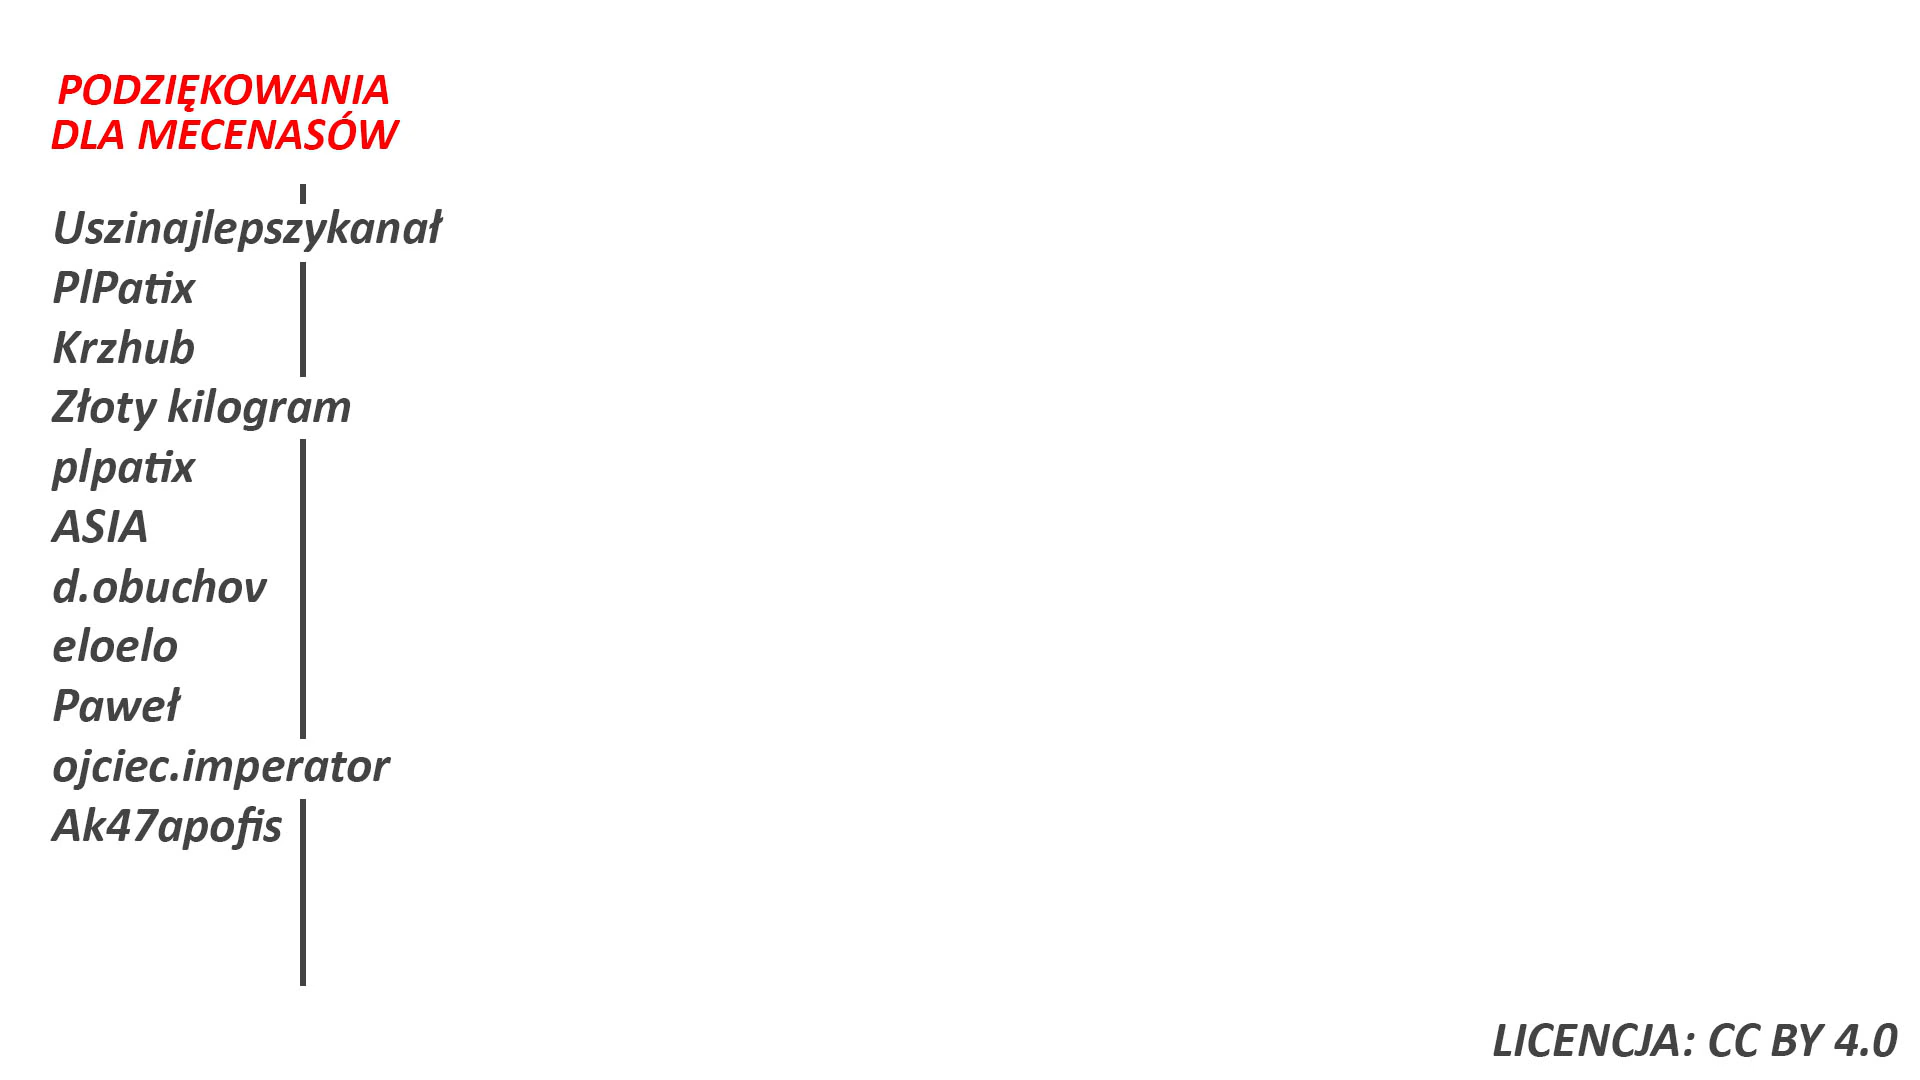 PODZIĘKOWANIA
DLA MECENASÓW
Uszinajlepszykanał
PlPatix
Krzhub
Złoty kilogram
plpatix
ASIA
d.obuchov
eloelo
Paweł
ojciec.imperator
Ak47apofis
LICENCJA: CC BY 4.0